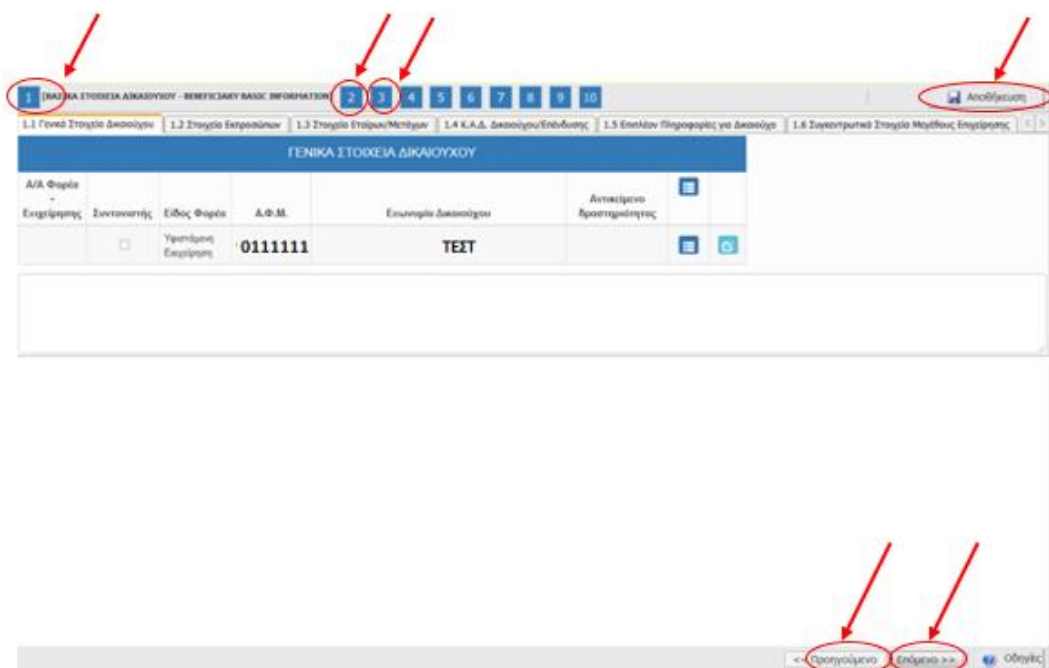 1 [ΒΑΣΙΚΑ ΣΤΟΙΧΕΙΑ ΔΙΚΑΙΟΥΧΟΥ - BENEFICIARY BASIC INFORMATION] 2 3 4 5 6 7 8 9 10 Αποθήκευση
1.1 Γενικά Στοιχεία Δικαιούχου 1.2 Στοιχεία Εκπροσώπων 1.3 Στοιχεία Εταίρων/Μετόχων 1.4 Κ.Α.Δ. Δικαιούχου/Επένδυσης 1.5 Επιπλέον Πληροφορίες για Δικαιούχο 1.6 Συγκεντρωτικά Στοιχεία Μεγέθους Επιχείρησης
ΓΕΝΙΚΑ ΣΤΟΙΧΕΙΑ ΔΙΚΑΙΟΥΧΟΥ
Α/Α Φορέα
-
Επιχείρησης Συντονιστής Είδος Φορέα Α.Φ.Μ. Επωνυμία Δικαιούχου Αντικείμενο
δραστηριότητας
Υφιστάμενη
Επιχείρηση 0111111 ΤΕΣΤ
<< Προηγούμενο Επόμενο >> Οδηγίες